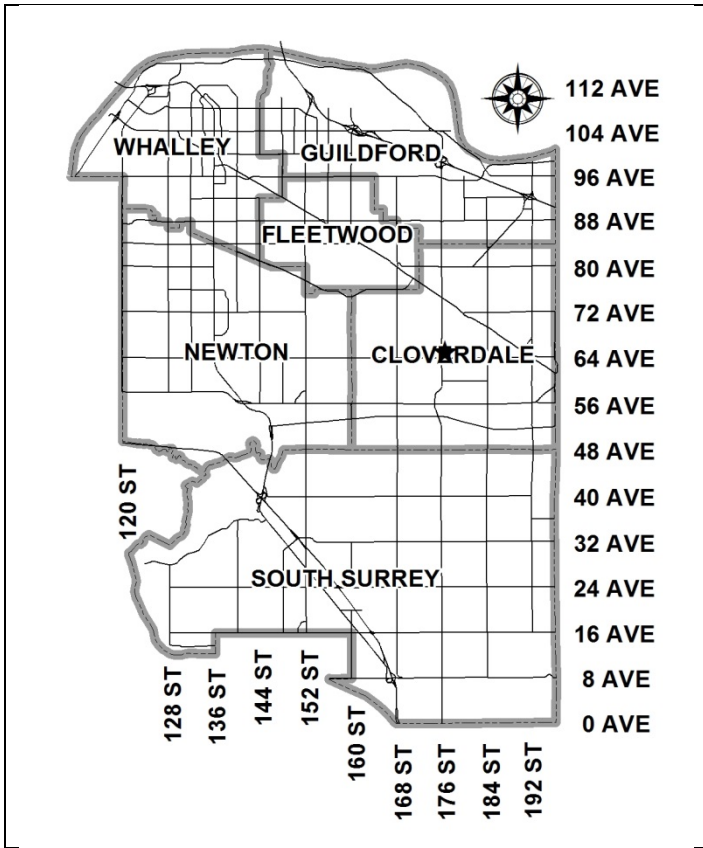 112 AVE
104 AVE
WHALLEY
GUILDFORD
96 AVE
88 AVE
FLEETWOOD
80 AVE
72 AVE
NEWTON
CLOVERDALE
64 AVE
56 AVE
48 AVE
120 ST
40 AVE
32 AVE
SOUTH SURREY
24 AVE
16 AVE
8 AVE
0 AVE
128 ST
136 ST
144 ST
152 ST
160 ST
168 ST
176 ST
184 ST
192 ST